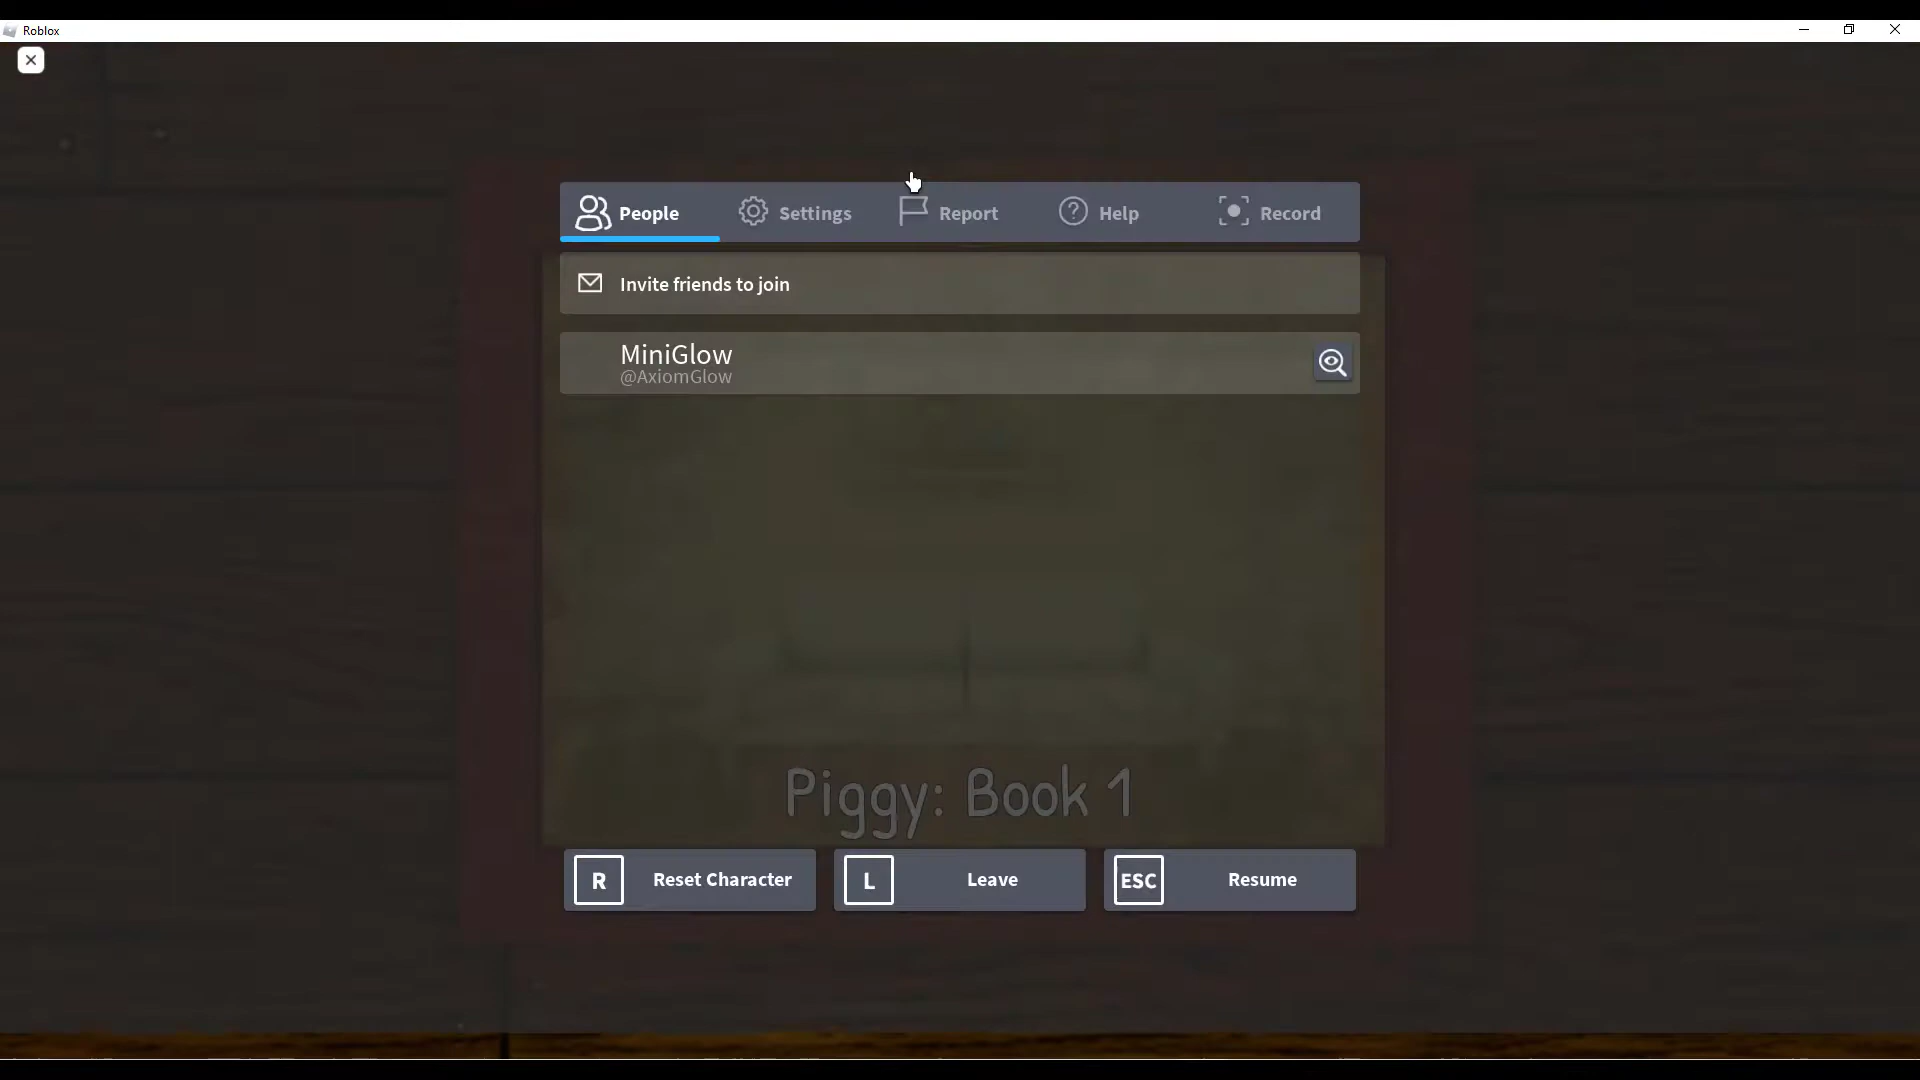 Roblox
People
Settings
Report
Help
Record
Invite friends to join
MiniGlow
@AxiomGlow
Piggy: Book 1
R Reset Character
L Leave
ESC Resume